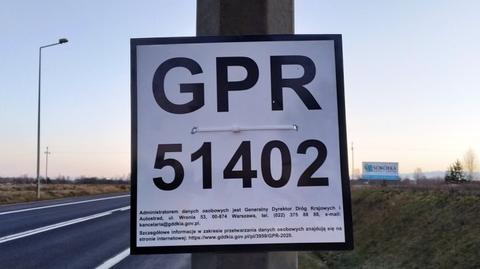 GPR
51402
Administratorem danych osobowych jest Generalny Dyrektor Dróg Krajowych i
Autostrad, ul. Wronia 53, 00-874 Warszawa, tel. (022) 375 88 88, e-mail:
kancelaria@gddkia.gov.pl.
Szczegółowe informacje w zakresie przetwarzania danych osobowych znajdują się na
stronie internetowej: https://www.gddkia.gov.pl/pl/3958/GPR-2020.